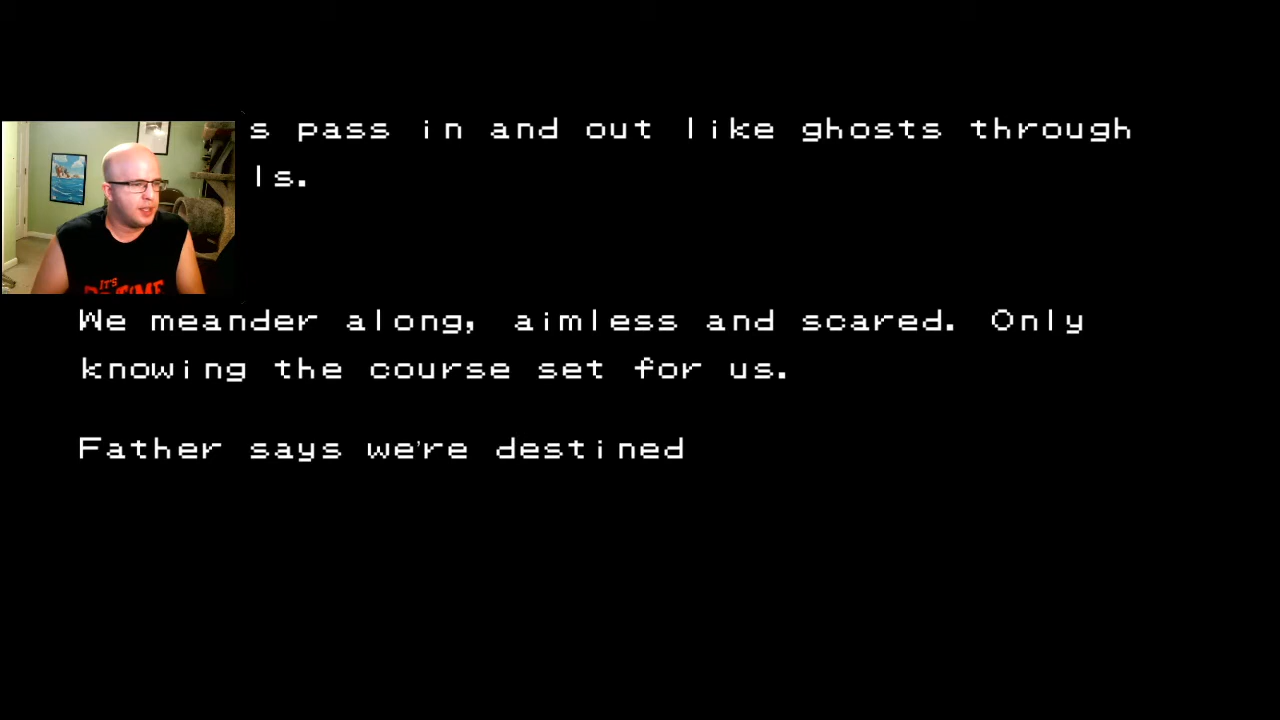 s pass in and out like ghosts through
ls.
We meander along, aimless and scared. Only
knowing the course set for us.
Father says we're destined
IT'S